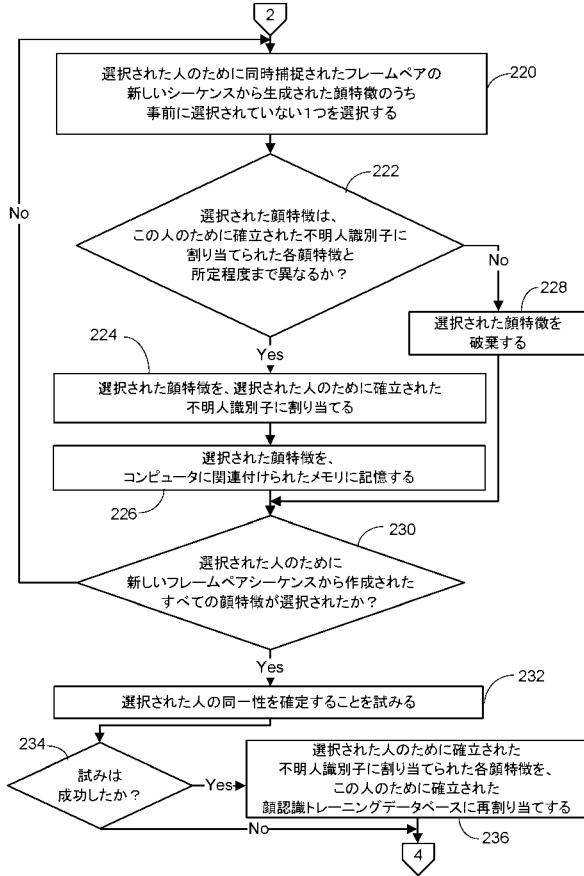 2
選択された人のために同時捕捉されたフレームペアの
新しいシーケンスから生成された顔特徴のうち
事前に選択されていない1つを選択する
220
222
No
選択された顔特徴は、
この人のために確立された不明人識別子に
割り当てられた各顔特徴と
所定程度まで異なるか？
No
228
選択された顔特徴を
破棄する
224
Yes
選択された顔特徴を、選択された人のために確立された
不明人識別子に割り当てる
選択された顔特徴を、
コンピュータに関連付けられたメモリに記憶する
226
230
選択された人のために
新しいフレームペアシーケンスから作成された
すべての顔特徴が選択されたか？
Yes
232
選択された人の同一性を確定することを試みる
234
試みは
成功したか？
Yes
選択された人のために確立された
不明人識別子に割り当てられた各顔特徴を、
この人のために確立された
顔認識トレーニングデータベースに再割り当てする
No
236
4